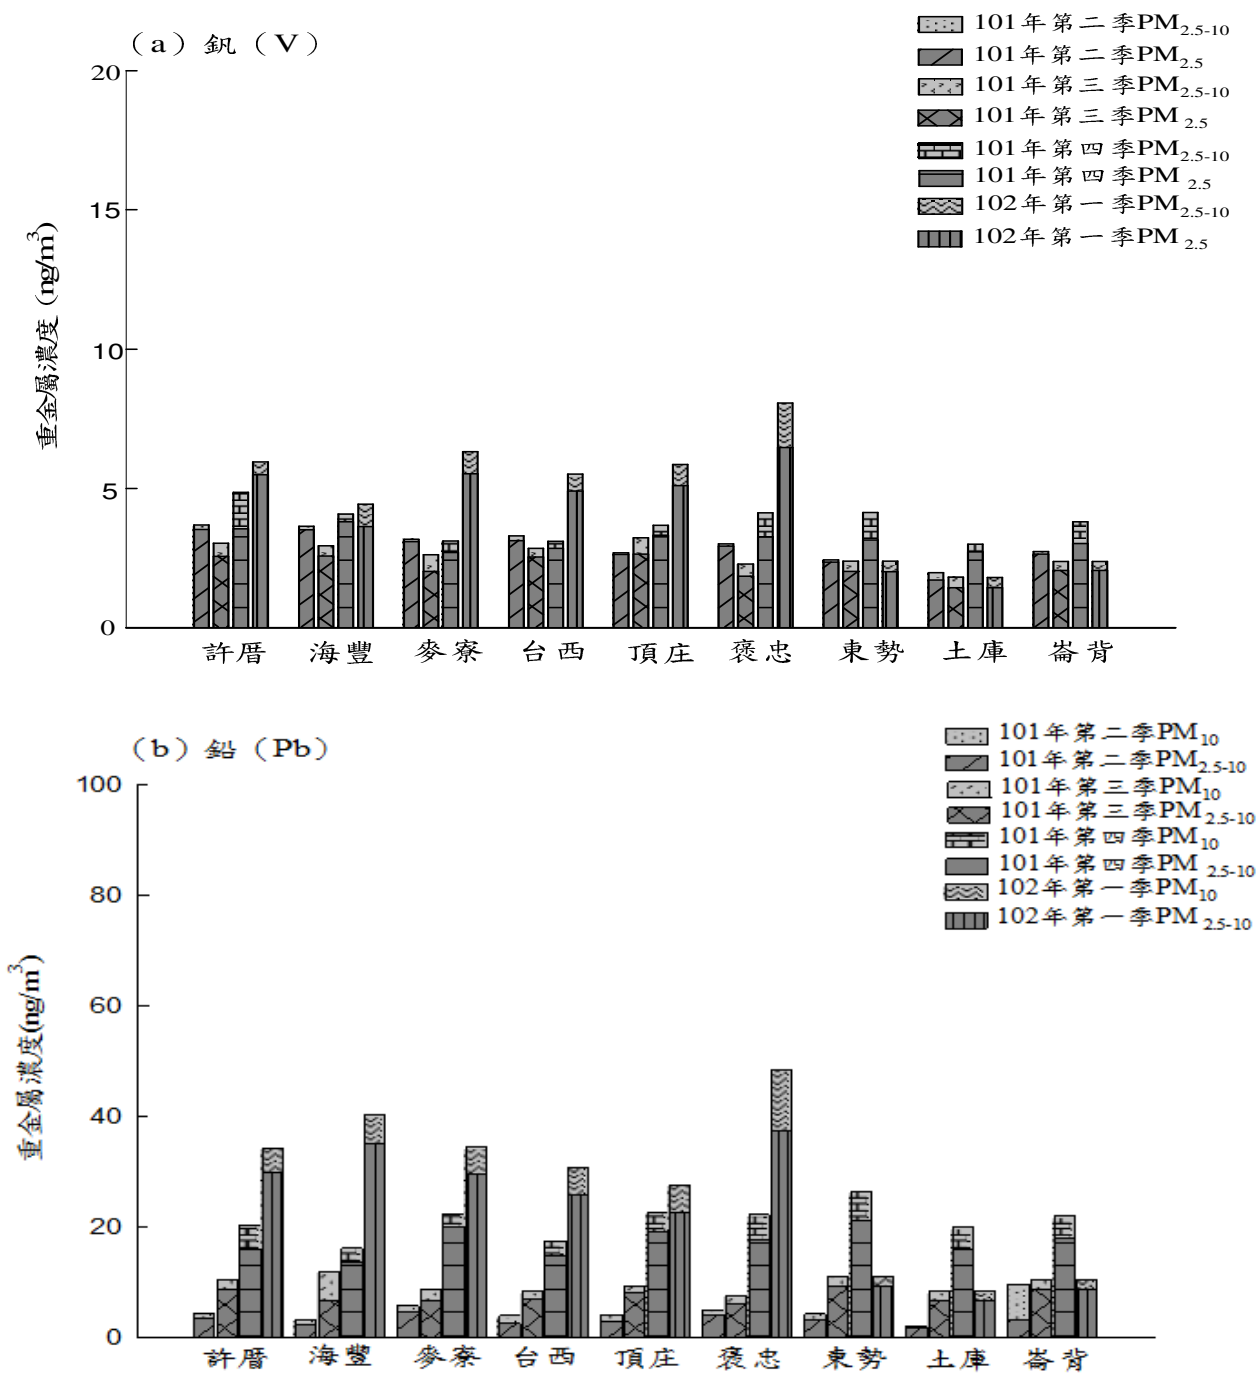 (a) 釩 (V)
101年第二季PM2.5-10
101年第二季PM2.5
101年第三季PM2.5-10
101年第三季PM2.5
101年第四季PM2.5-10
101年第四季PM2.5
102年第一季PM2.5-10
102年第一季PM2.5
重金屬濃度 (ng/m3)
20
15
10
5
0
許厝 海豐 麥寮 台西 頂庄 褒忠 東勢 土庫 崙背
(b) 鉛 (Pb)
101年第二季PM10
101年第二季PM2.5-10
101年第三季PM10
101年第三季PM2.5-10
101年第四季PM10
101年第四季PM2.5-10
102年第一季PM10
102年第一季PM2.5-10
重金屬濃度(ng/m3)
100
80
60
40
20
0
許厝 海豐 麥寮 台西 頂庄 褒忠 東勢 土庫 崙背